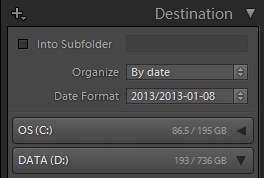 Destination
Into Subfolder
Organize By date
Date Format 2013/2013-01-08
OS (C:) 86.5 / 195 GB
DATA (D:) 193 / 736 GB